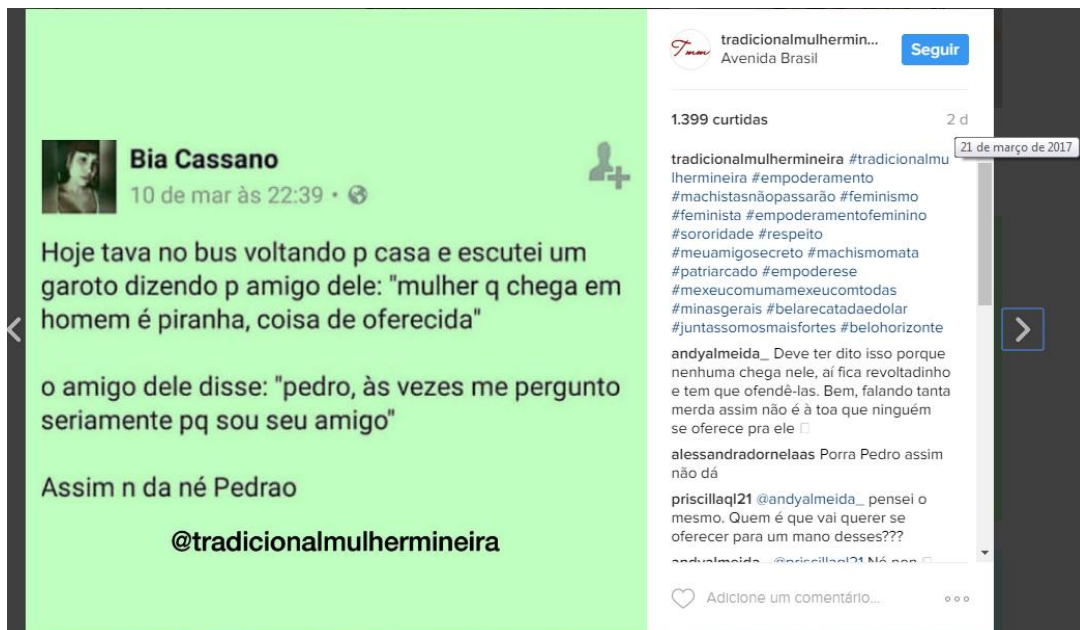 Bia Cassano
10 de mar às 22:39 •
Hoje tava no bus voltando p casa e escutei um
garoto dizendo p amigo dele: "mulher q chega em
homem é piranha, coisa de oferecida"
o amigo dele disse: "pedro, às vezes me pergunto
seriamente pq sou seu amigo"
Assim n da né Pedrao
@tradicionalmulhermineira
Tmm
tradicionalmulhermin...
Avenida Brasil
Seguir
1.399 curtidas
2 d
21 de março de 2017
tradicionalmulhermineira #tradicionalmu
lhermineira #empoderamento
#machistasnãopassarão #feminismo
#feminista #empoderamentofeminino
#sororidade #respeito
#meuamigosecreto #machismomata
#patriarcado #empoderese
#mexeucomumamexeucomtodas
#minasgerais #belarecatadaedolar
#juntassomosmaisfortes #belohorizonte
andyalmeida_ Deve ter dito isso porque
nenhuma chega nele, aí fica revoltadinho
e tem que ofendê-las. Bem, falando tanta
merda assim não é à toa que ninguém
se oferece pra ele
alessandradornelaas Porra Pedro assim
não dá
priscillaql21 @andyalmeida_ pensei o
mesmo. Quem é que vai querer se
oferecer para um mano desses???
andyalmeida_ @priscillaql21 Né
Adicione um comentário...